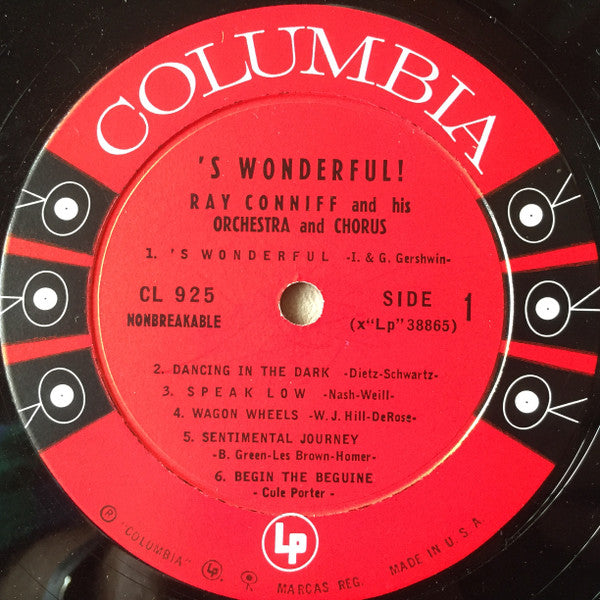 COLUMBIA
'S WONDERFUL!
RAY CONNIFF and his
ORCHESTRA and CHORUS
1. 'S WONDERFUL -I. & G. Gershwin-
CL 925
NONBREAKABLE
SIDE 1
(x"Lp"38865)
2. DANCING IN THE DARK -Dietz-Schwartz-
3. SPEAK LOW -Nash-Weill-
4. WAGON WHEELS -W. J. Hill-DeRose-
5. SENTIMENTAL JOURNEY
-B. Green-Les Brown-Homer-
6. BEGIN THE BEGUINE
- Cole Porter -
Lp
Ⓡ "COLUMBIA" Lp. Ⓡ MARCAS REG. MADE IN U.S.A.